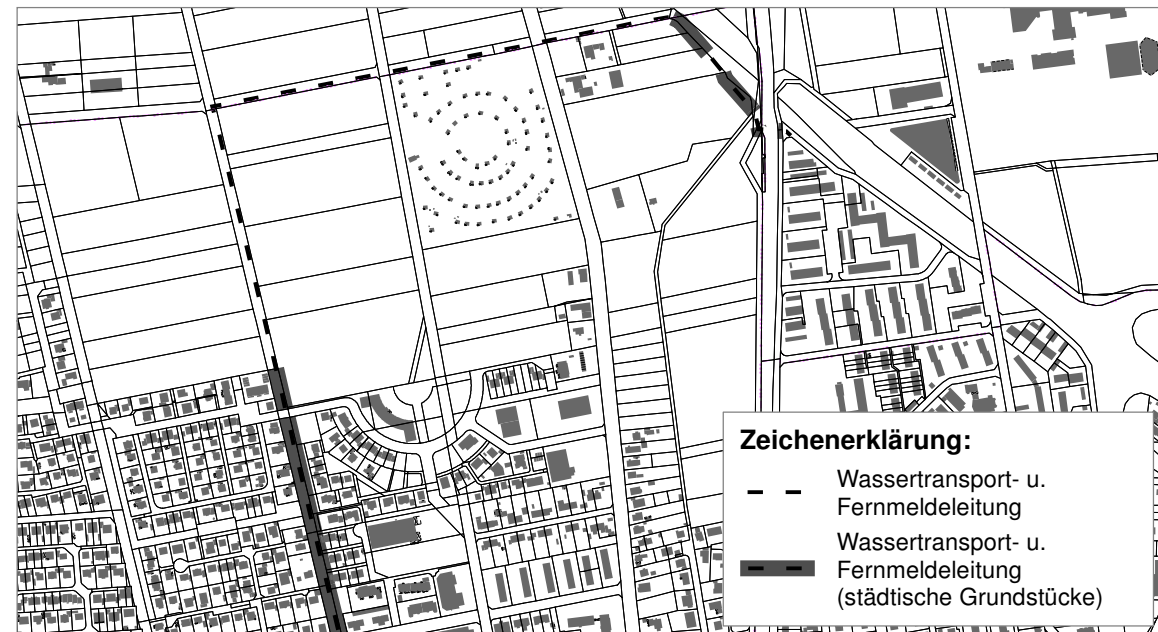 Zeichenerklärung:
Wassertransport- u.
Fernmeldeleitung
Wassertransport- u.
Fernmeldeleitung
(städtische Grundstücke)